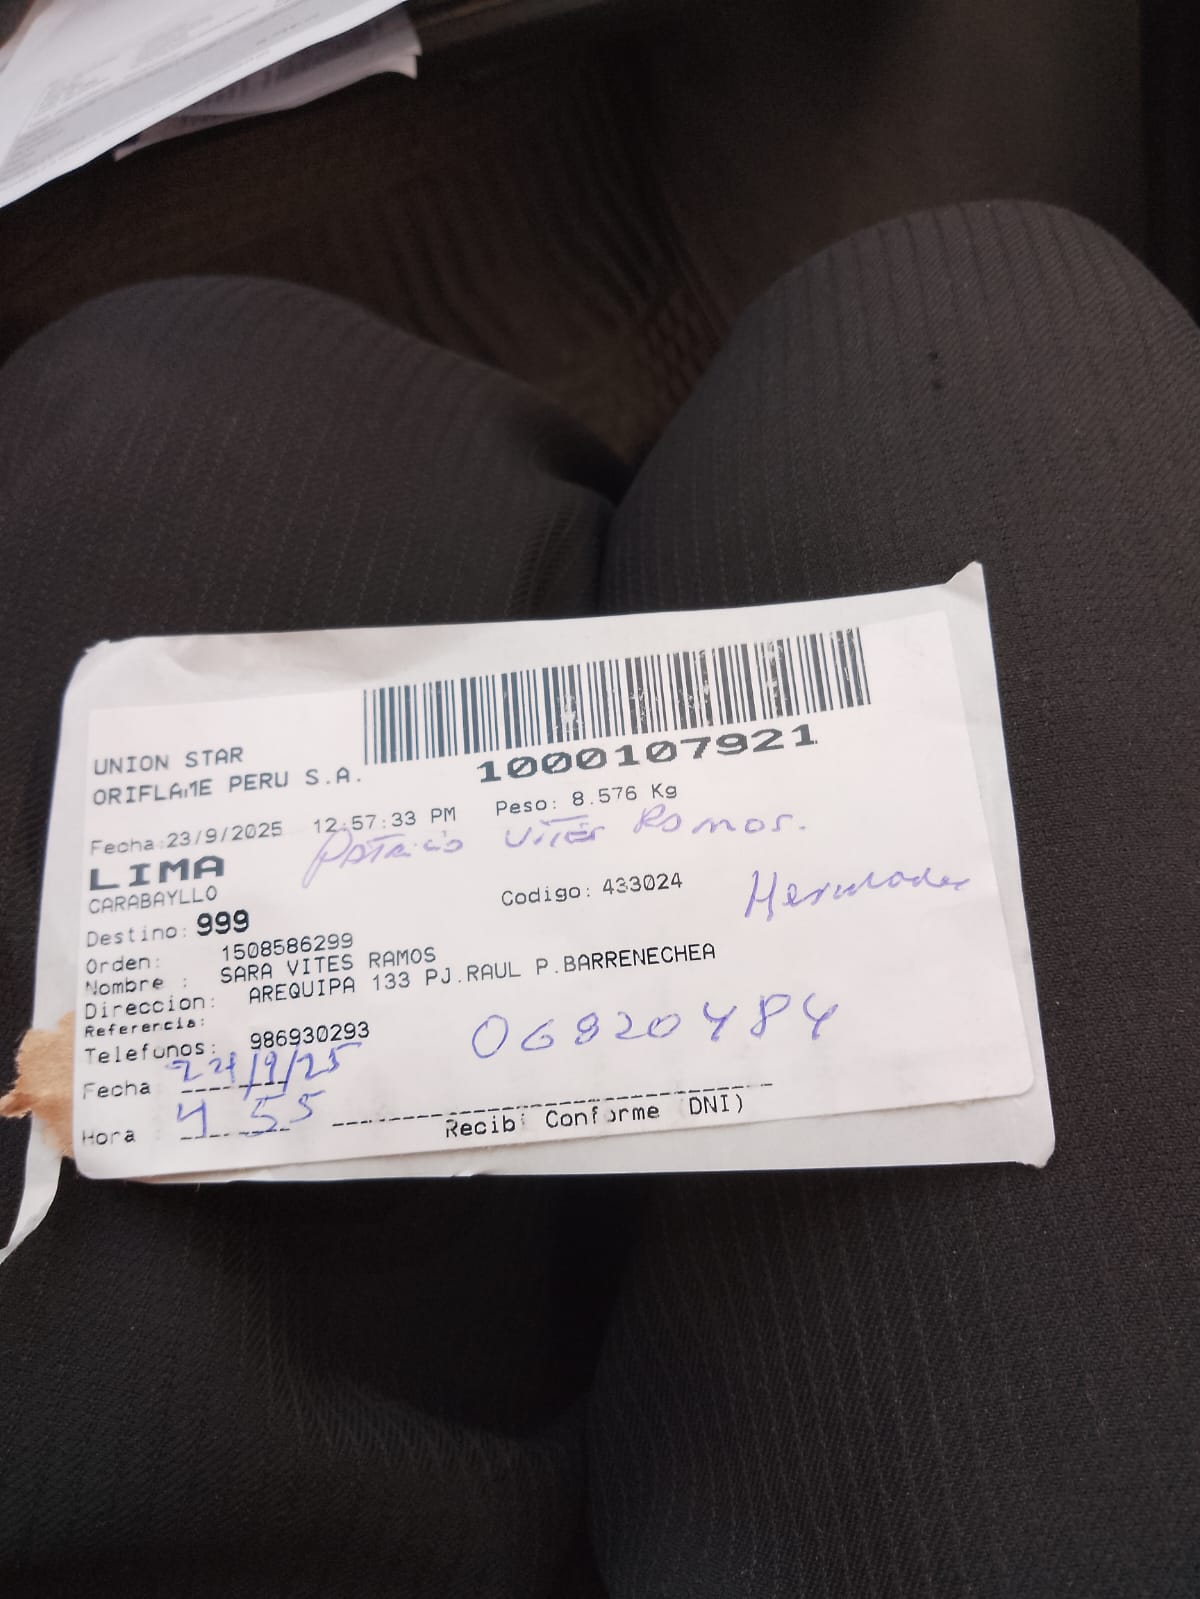 1000107921
UNION STAR
ORIFLAME PERU S.A.
Fecha:23/9/2025 12:57:33 PM Peso: 8.576 Kg
Patricio Vites Ramos.
LIMA
CARABAYLLO
Codigo: 433024
Destino: 999
Orden: 1508586299
Nombre : SARA VITES RAMOS
Direccion: AREQUIPA 133 PJ.RAUL P.BARRENECHEA
Referencia:
Telefonos: 986930293
06820484
Fecha 24/9/25
Hora 4 55
Recibi Conforme DNI)